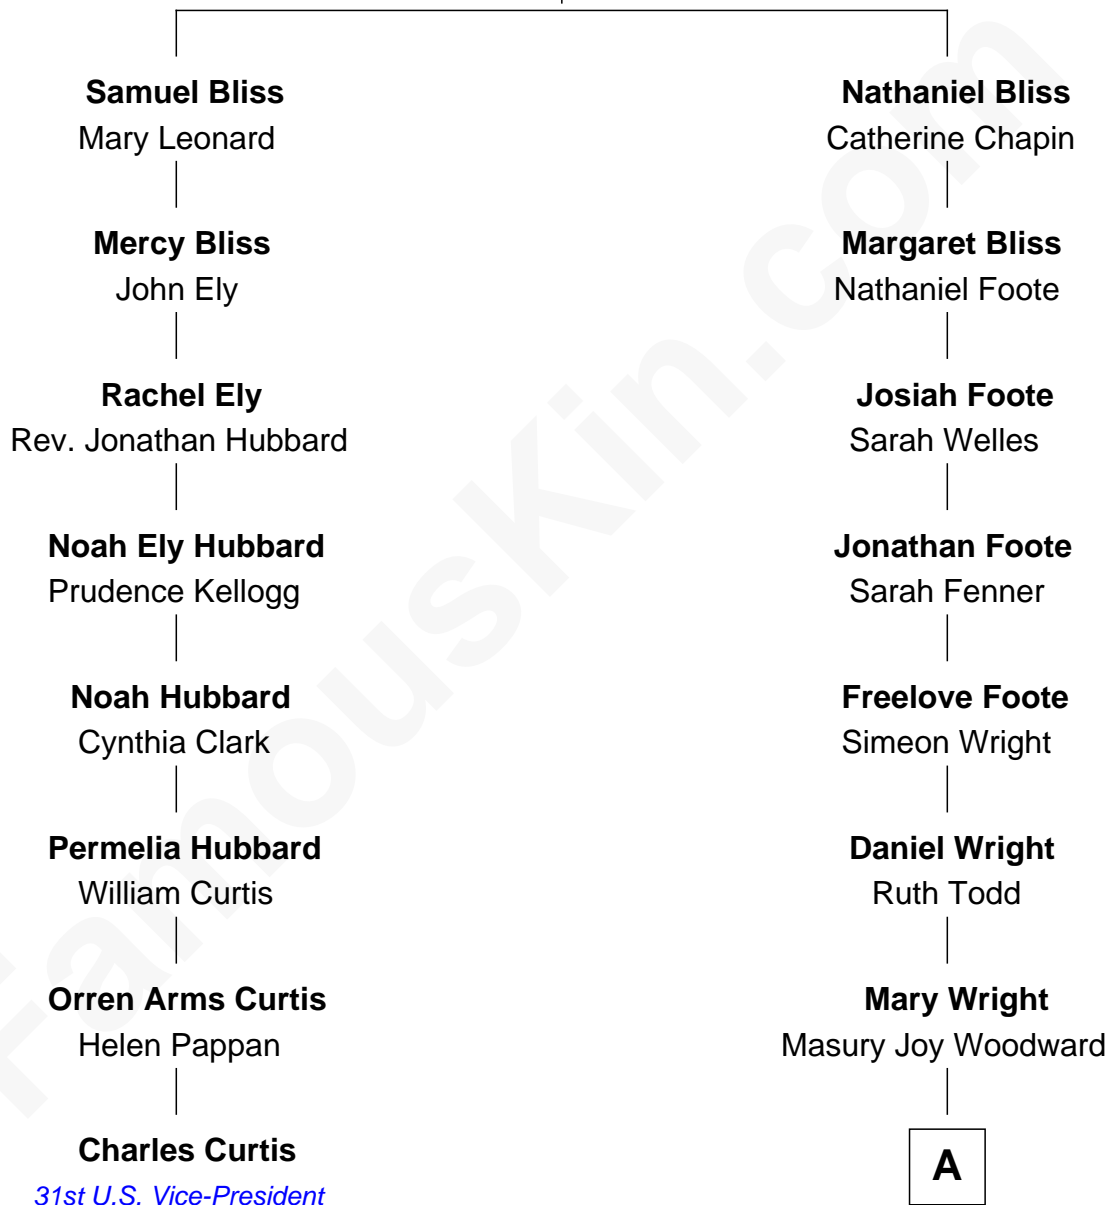 Samuel Bliss
Mary Leonard
Nathaniel Bliss
Catherine Chapin
Mercy Bliss
John Ely
Margaret Bliss
Nathaniel Foote
Rachel Ely
Rev. Jonathan Hubbard
Josiah Foote
Sarah Welles
Noah Ely Hubbard
Prudence Kellogg
Jonathan Foote
Sarah Fenner
Noah Hubbard
Cynthia Clark
Freelove Foote
Simeon Wright
Permelia Hubbard
William Curtis
Daniel Wright
Ruth Todd
Orren Arms Curtis
Helen Pappan
Mary Wright
Masury Joy Woodward
Charles Curtis
31st U.S. Vice-President
A
FamousKin.com